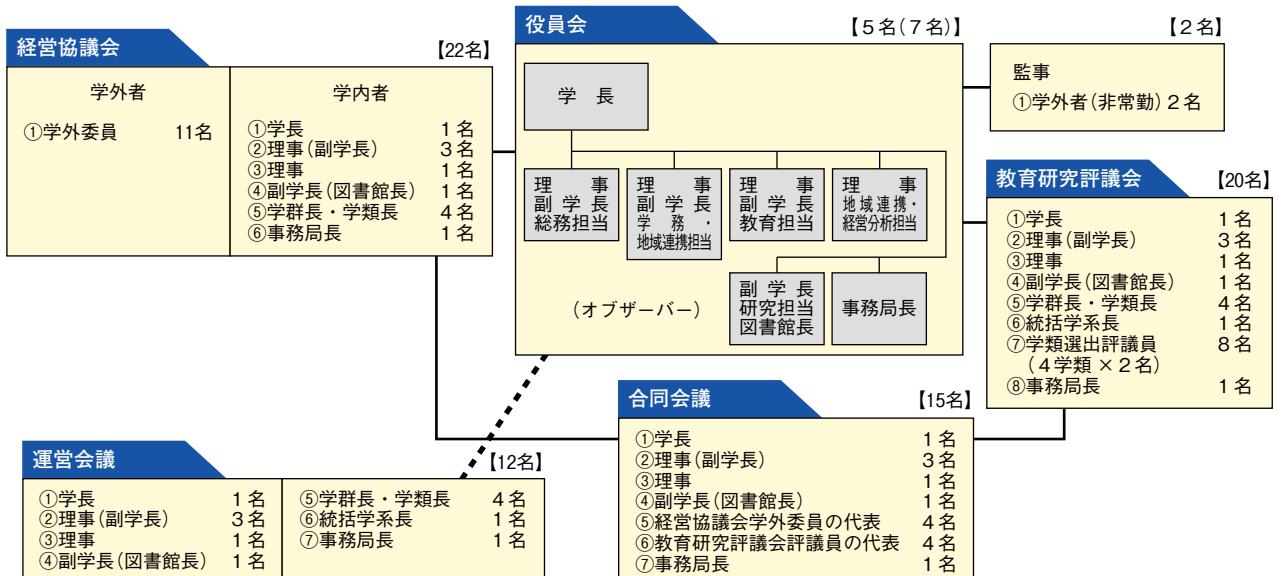 経営協議会
【22名】
学外者
①学外委員 11名
学内者
①学長 1名
②理事(副学長) 3名
③理事 1名
④副学長(図書館長) 1名
⑤学群長・学類長 4名
⑥事務局長 1名
役員会
【5名(7名)】
学 長
理 事
副 学 長
総務担当
理 事
副 学 長
学 務 ・
地域連携担当
理 事
副 学 長
教育担当
理 事
地域連携・
経営分析担当
(オブザーバー)
副 学 長
研究担当
図書館長
事務局長
【2名】
監事
①学外者(非常勤)2名
教育研究評議会
【20名】
①学長 1名
②理事(副学長) 3名
③理事 1名
④副学長(図書館長) 1名
⑤学群長・学類長 4名
⑥統括学系長 1名
⑦学類選出評議員 8名
(4学類×2名)
⑧事務局長 1名
運営会議
【12名】
①学長 1名
②理事(副学長) 3名
③理事 1名
④副学長(図書館長) 1名
⑤学群長・学類長 4名
⑥統括学系長 1名
⑦事務局長 1名
合同会議
【15名】
①学長 1名
②理事(副学長) 3名
③理事 1名
④副学長(図書館長) 1名
⑤経営協議会学外委員の代表 4名
⑥教育研究評議会評議員の代表 4名
⑦事務局長 1名